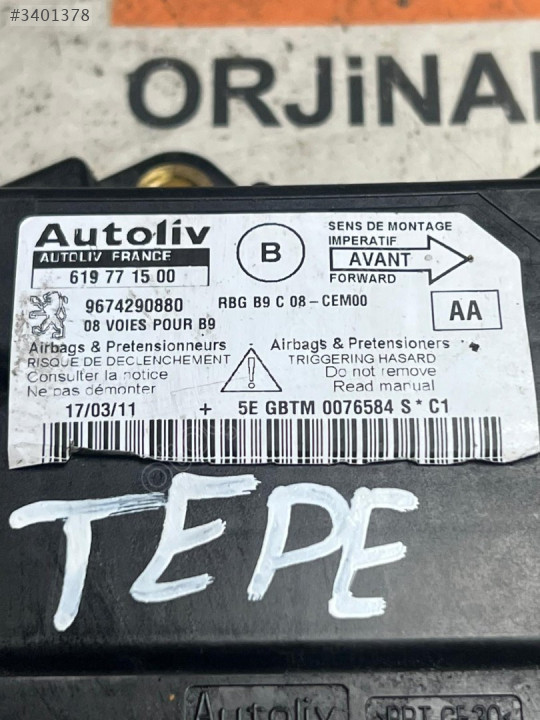 #3401378
ORJiNAL
Autoliv
AUTOLIV FRANCE
619 77 15 00
B
SENS DE MONTAGE
IMPERATIF
AVANT
FORWARD
9674290880
RBG B9 C 08-CEM00
08 VOIES POUR B9
AA
Airbags & Pretensionneurs
RISQUE DE DECLENCHEMENT
Consulter la notice
Ne pas démonter
!
Airbags & Pretensioners
TRIGGERING HASARD
Do not remove
Read manual
17/03/11 + 5E GBTM 0076584 S * C1
TEPE
Autoliv